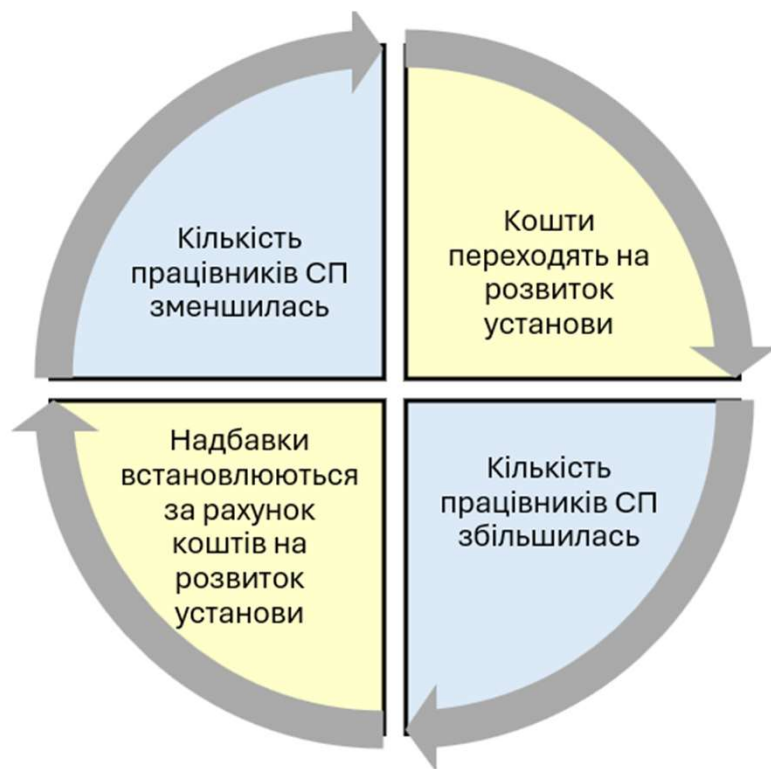 Кількість
працівників СП
зменшилась
Кошти
переходять на
розвиток
установи
Кількість
працівників СП
збільшилась
Надбавки
встановлюються
за рахунок
коштів на
розвиток
установи